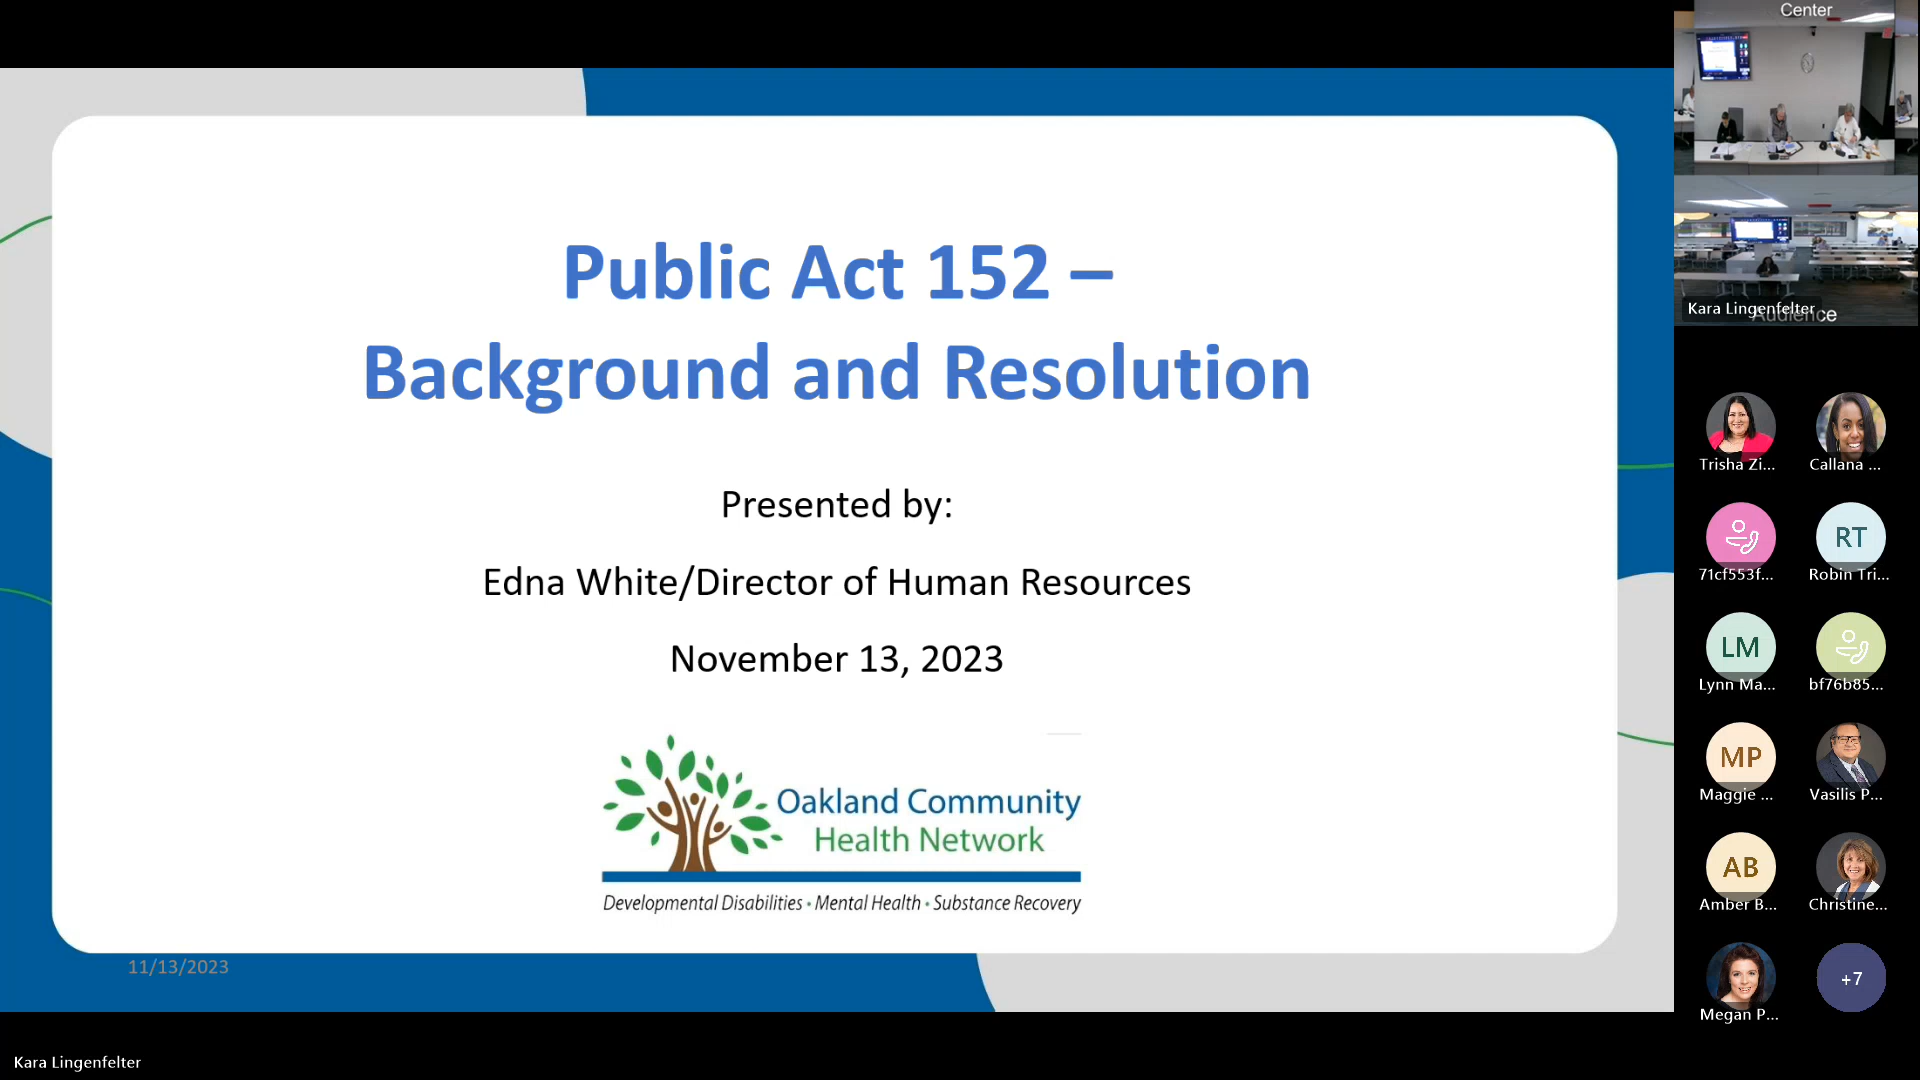 Center
Public Act 152 –
Background and Resolution
Presented by:
Edna White/Director of Human Resources
November 13, 2023
Oakland Community
Health Network
Developmental Disabilities • Mental Health • Substance Recovery
11/13/2023
Kara Lingenfelter
Kara Lingenfelter
Audience
Trisha Zi...
Callana ...
71cf553f...
RT
Robin Tri...
LM
Lynn Ma...
bf76b85...
MP
Maggie ...
Vasilis P...
AB
Amber B...
Christine...
Megan P...
+7